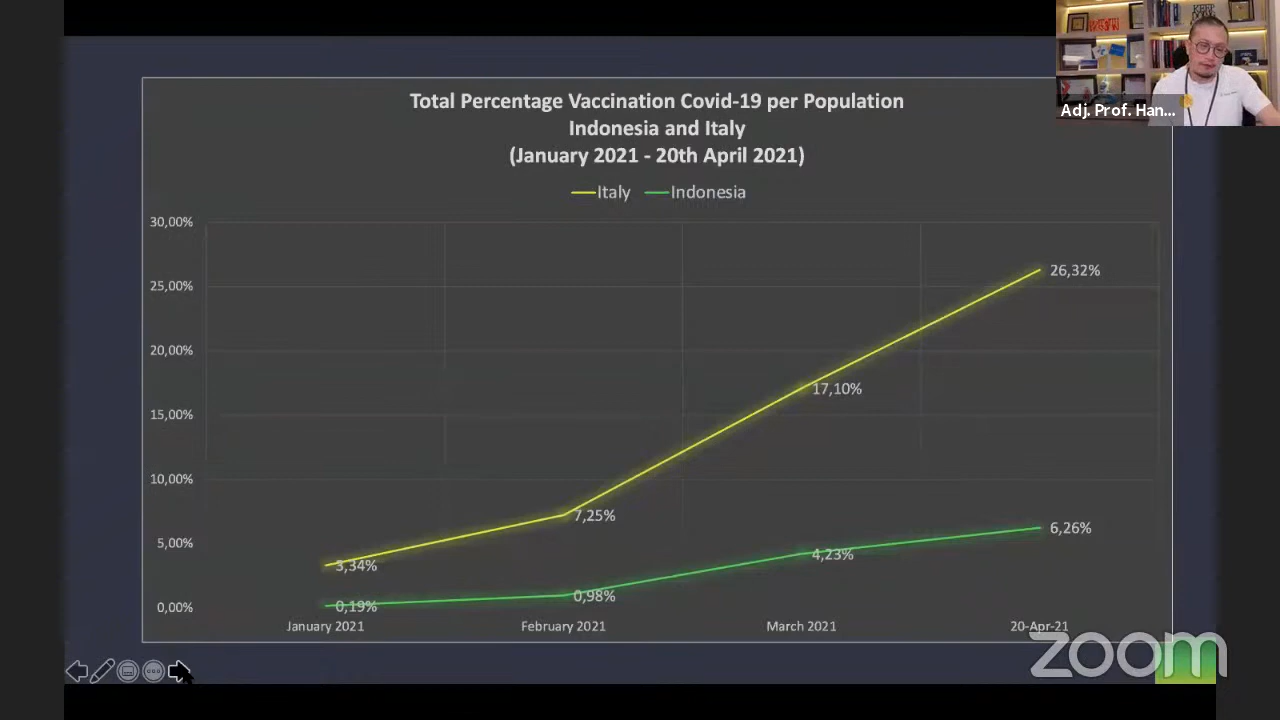 Total Percentage Vaccination Covid-19 per Population
Indonesia and Italy
(January 2021 - 20th April 2021)
Italy Indonesia
Adj. Prof. Han...
30,00%
25,00%
20,00%
15,00%
10,00%
5,00%
0,00%
26,32%
17,10%
7,25%
3,34%
6,26%
4,23%
0,98%
0,19%
January 2021 February 2021 March 2021 20-Apr-21
zoom